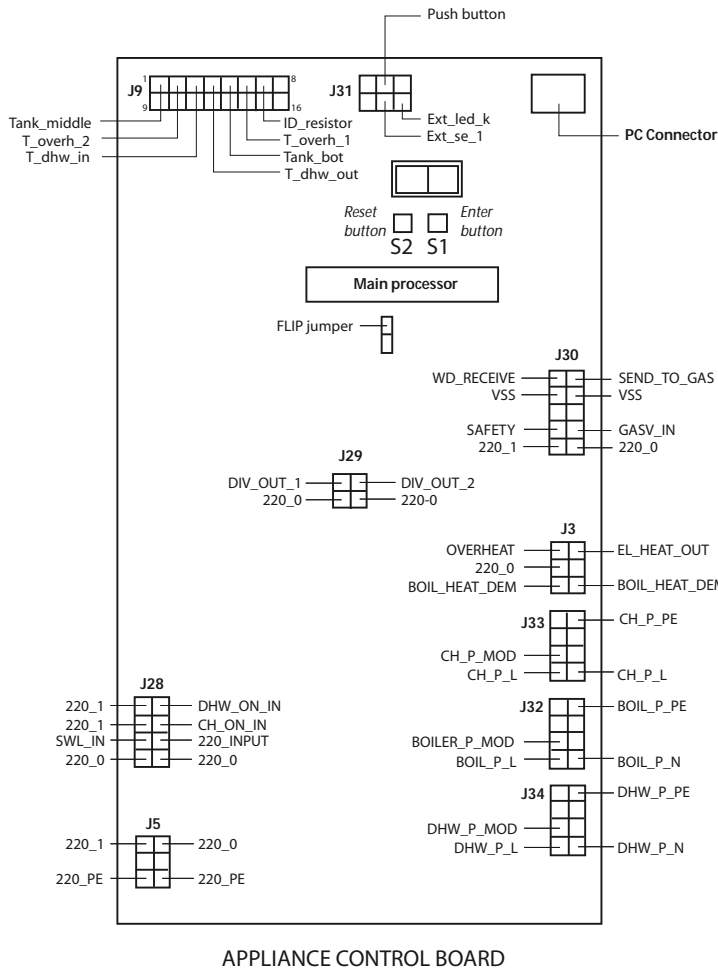 Push button
J9
1
8
9
16
J31
Tank_middle
T_overh_2
T_dhw_in
ID_resistor
T_overh_1
Tank_bot
T_dhw_out
Ext_led_k
Ext_se_1
PC Connector
Reset button
S2
S1
Enter button
Main processor
FLIP jumper
J30
WD_RECEIVE
SEND_TO_GAS
VSS
VSS
SAFETY
GASV_IN
220_1
220_0
J29
DIV_OUT_1
DIV_OUT_2
220_0
220-0
J3
OVERHEAT
EL_HEAT_OUT
220_0
BOIL_HEAT_DEM
BOIL_HEAT_DEM
J33
CH_P_PE
CH_P_MOD
CH_P_L
CH_P_L
J28
220_1
DHW_ON_IN
220_1
CH_ON_IN
SWL_IN
220_INPUT
220_0
220_0
J32
BOIL_P_PE
BOILER_P_MOD
BOIL_P_L
BOIL_P_N
J34
DHW_P_PE
DHW_P_MOD
DHW_P_L
DHW_P_N
J5
220_1
220_0
220_PE
220_PE
APPLIANCE CONTROL BOARD